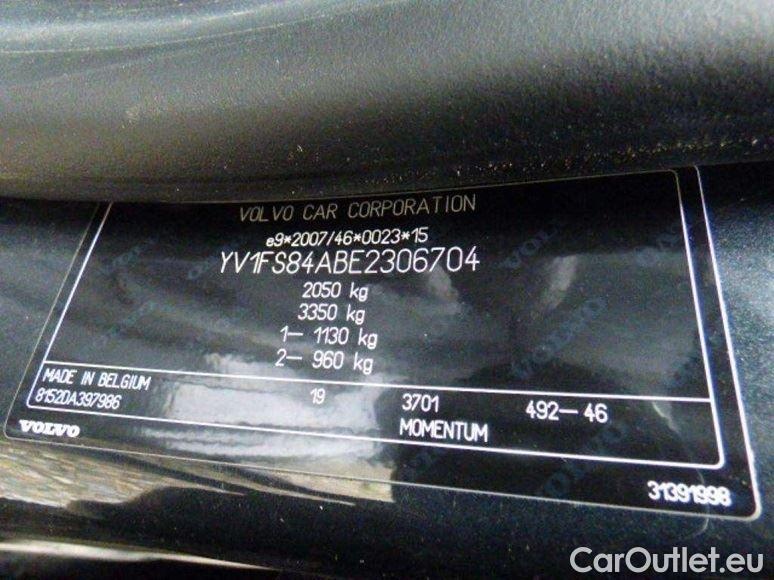 VOLVO CAR CORPORATION
e9*2007/46*0023*15
YV1FS84ABE2306704
2050 kg
3350 kg
1- 1130 kg
2- 960 kg
MADE IN BELGIUM
8152DA397986 19 3701 492-46
MOMENTUM
VOLVO
31391998
CarOutlet.eu